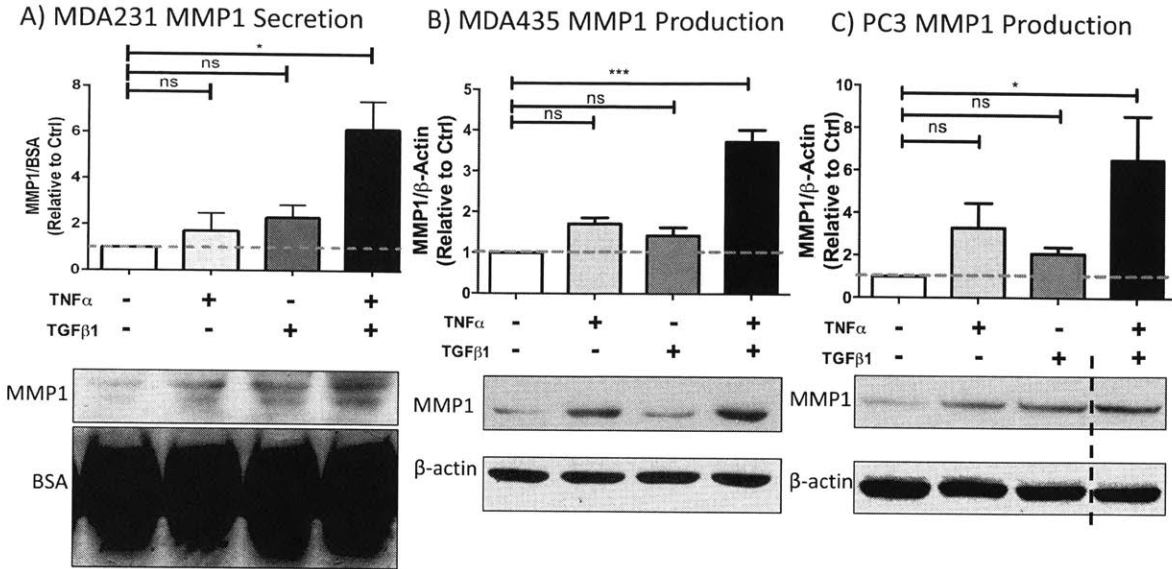 A) MDA231 MMP1 Secretion
*
ns
ns
MMP1/BSA
(Relative to Ctrl)
8
6
4
2
0
TNFα - + - +
TGFβ1 - - + +
MMP1
BSA
B) MDA435 MMP1 Production
***
ns
ns
MMP1/β-Actin
(Relative to Ctrl)
5
4
3
2
1
0
TNFα - + - +
TGFβ1 - - + +
MMP1
β-actin
C) PC3 MMP1 Production
*
ns
ns
MMP1/β-Actin
(Relative to Ctrl)
10
8
6
4
2
0
TNFα - + - +
TGFβ1 - - + +
MMP1
β-actin